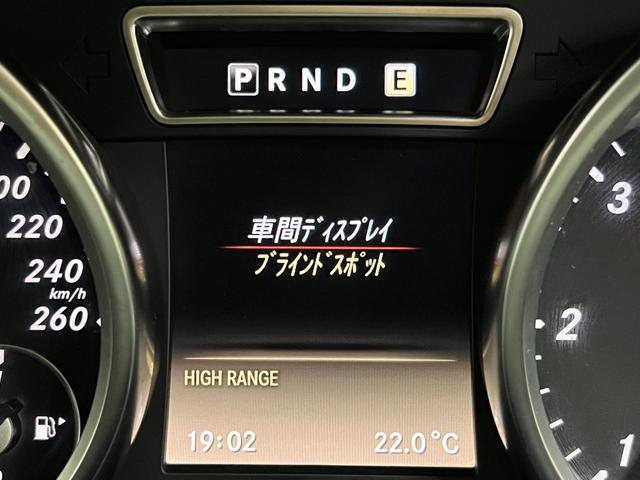 P R N D E
車間ディスプレイ
ブラインドスポット
HIGH RANGE
19:02 22.0°C
220
240
km/h
260
3
2
1